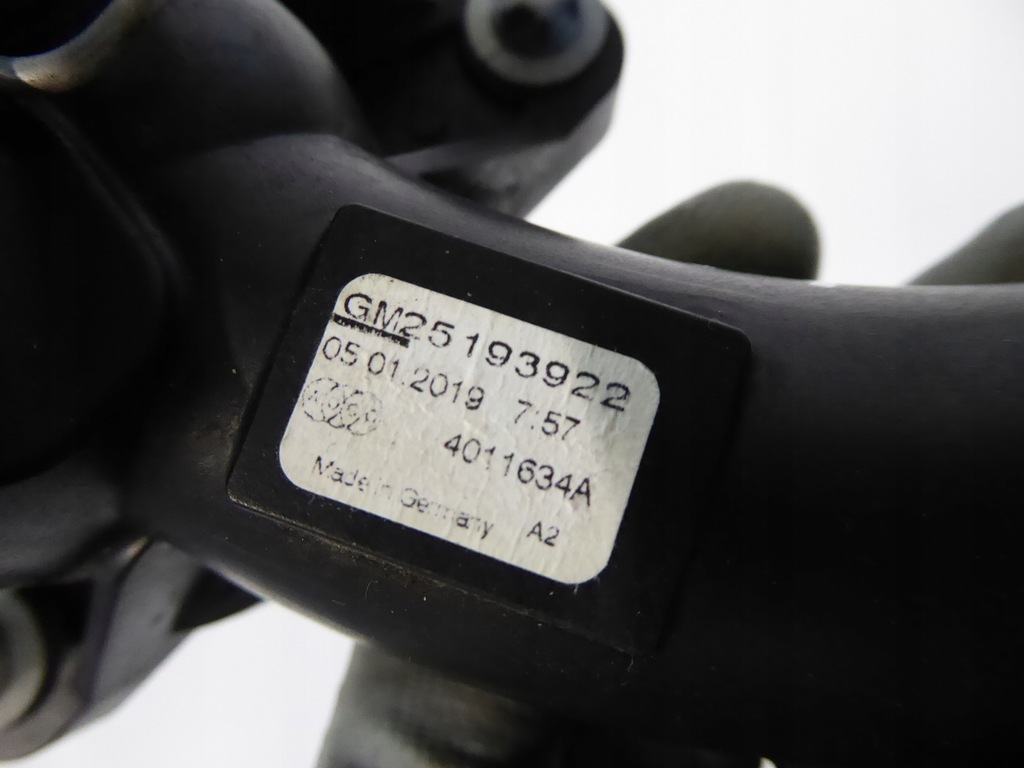 GM25193922
05.01.2019 7:57
4011634A
Made in Germany A2